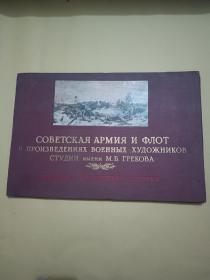 СОВЕТСКАЯ АРМИЯ И ФЛОТ
В ПРОИЗВЕДЕНИЯХ ВОЕННЫХ ХУДОЖНИКОВ
СТУДИИ ИМЕНИ М.Б. ГРЕКОВА